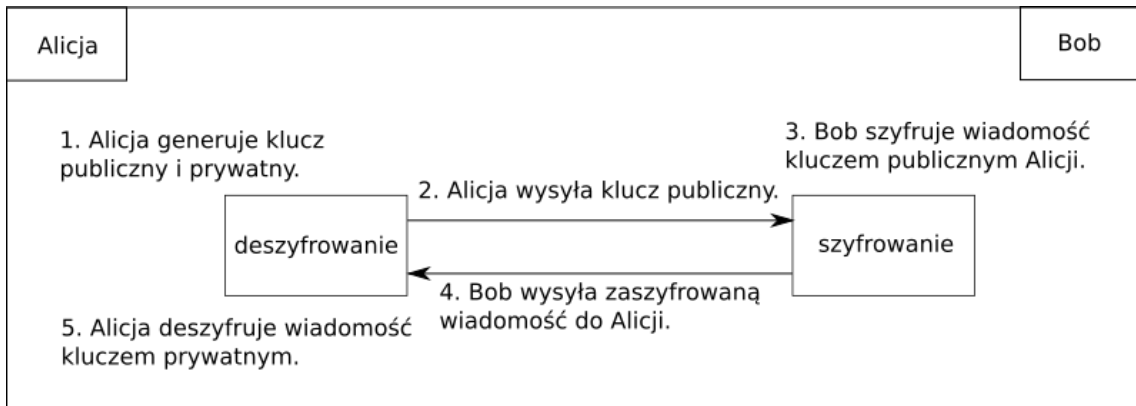 Alicja
Bob
1. Alicja generuje klucz
publiczny i prywatny.
2. Alicja wysyła klucz publiczny.
3. Bob szyfruje wiadomość
kluczem publicznym Alicji.
deszyfrowanie
szyfrowanie
4. Bob wysyła zaszyfrowaną
wiadomość do Alicji.
5. Alicja deszyfruje wiadomość
kluczem prywatnym.